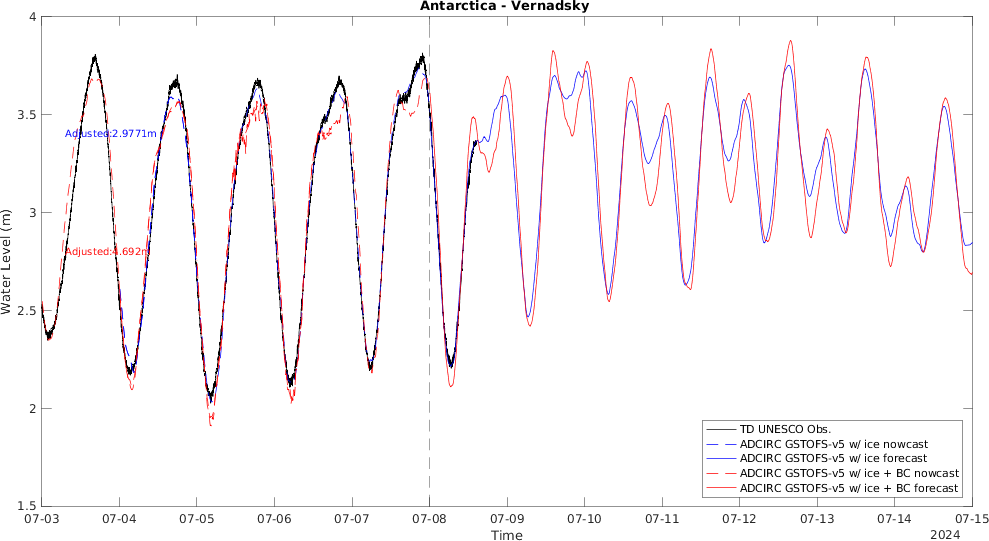 Antarctica - Vernadsky
4
3.5
3
2.5
2
1.5
Water Level (m)
Adjusted:2.9771m
Adjusted:4.692m
TD UNESCO Obs.
ADCIRC GSTOFS-v5 w/ ice nowcast
ADCIRC GSTOFS-v5 w/ ice forecast
ADCIRC GSTOFS-v5 w/ ice + BC nowcast
ADCIRC GSTOFS-v5 w/ ice + BC forecast
07-03 07-04 07-05 07-06 07-07 07-08 07-09 07-10 07-11 07-12 07-13 07-14 07-15
Time
2024